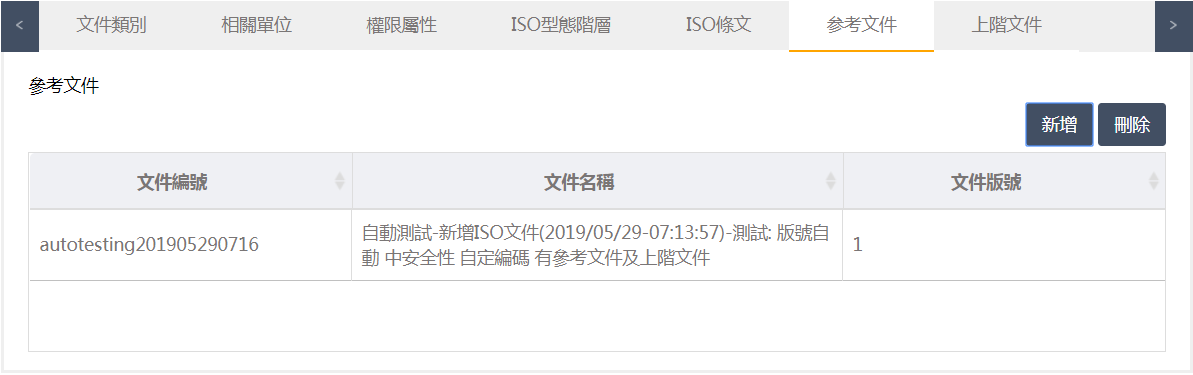 < 文件類別 相關單位 權限屬性 ISO型態階層 ISO條文 參考文件 上階文件 >
參考文件
新增 刪除
文件編號 文件名稱 文件版號
autotesting201905290716 自動測試-新增ISO文件(2019/05/29-07:13:57)-測試: 版號自 1
動 中安全性 自定編碼 有參考文件及上階文件